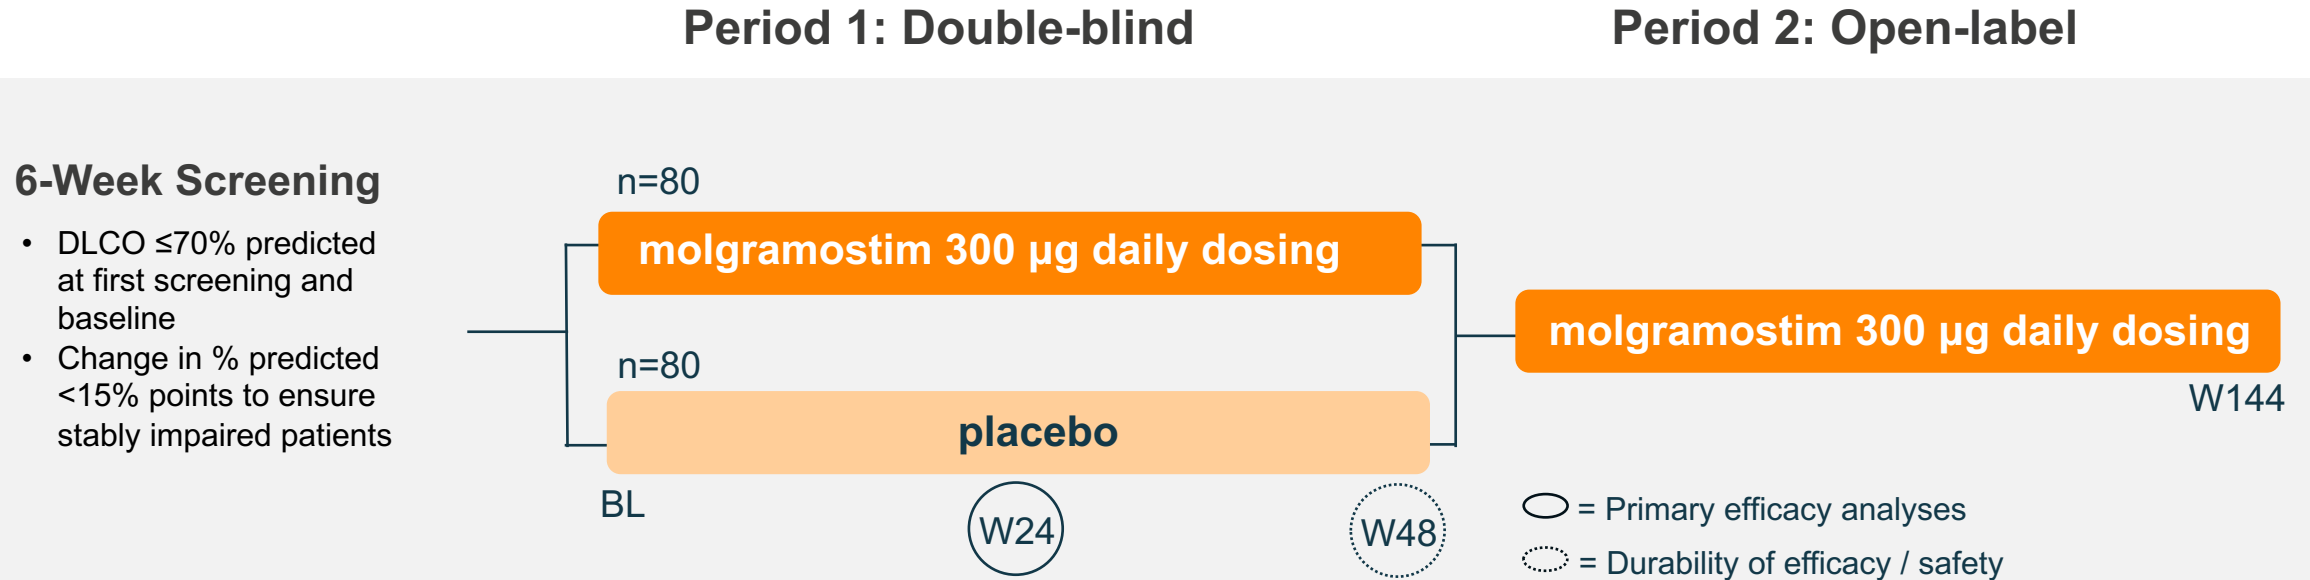 Period 1: Double-blind
Period 2: Open-label
6-Week Screening
• DLCO ≤70% predicted
at first screening and
baseline
• Change in % predicted
<15% points to ensure
stably impaired patients
n=80
molgramostim 300 µg daily dosing
n=80
placebo
BL
W24
W48
molgramostim 300 µg daily dosing
W144
= Primary efficacy analyses
= Durability of efficacy / safety